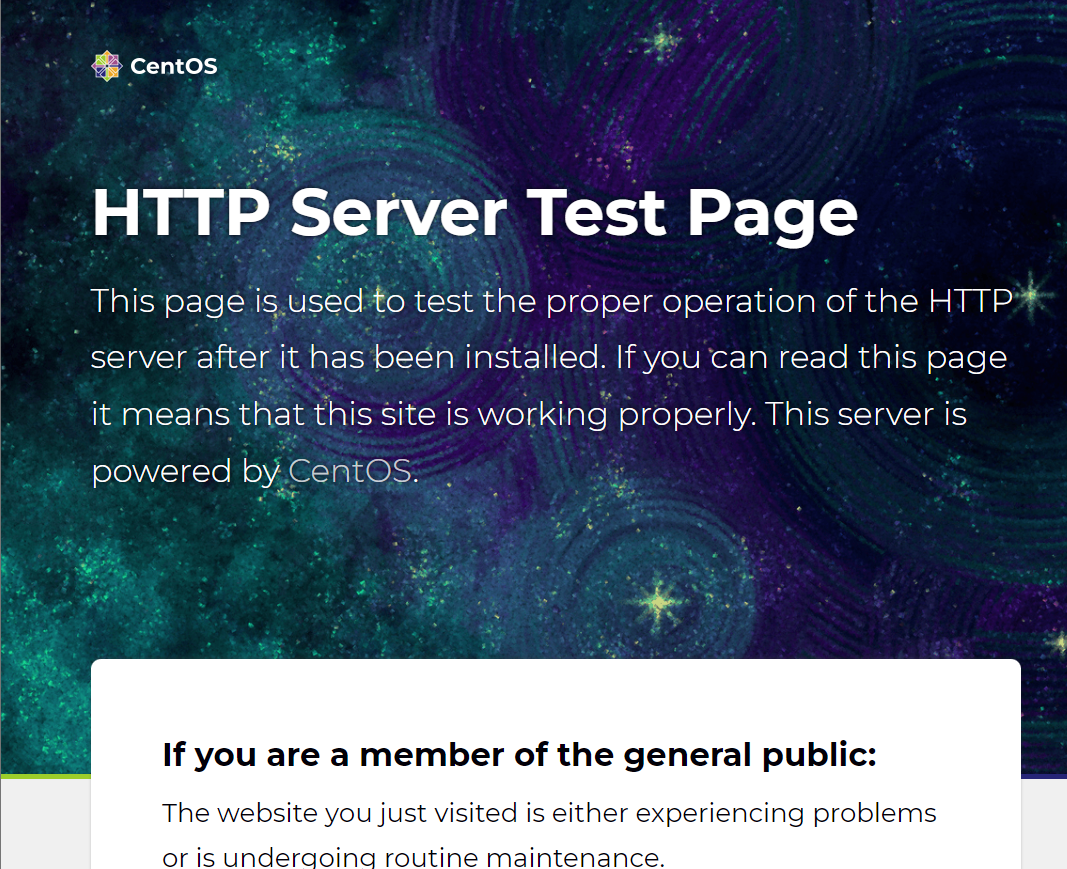 CentOS
HTTP Server Test Page
This page is used to test the proper operation of the HTTP
server after it has been installed. If you can read this page
it means that this site is working properly. This server is
powered by CentOS.
If you are a member of the general public:
The website you just visited is either experiencing problems
or is undergoing routine maintenance.